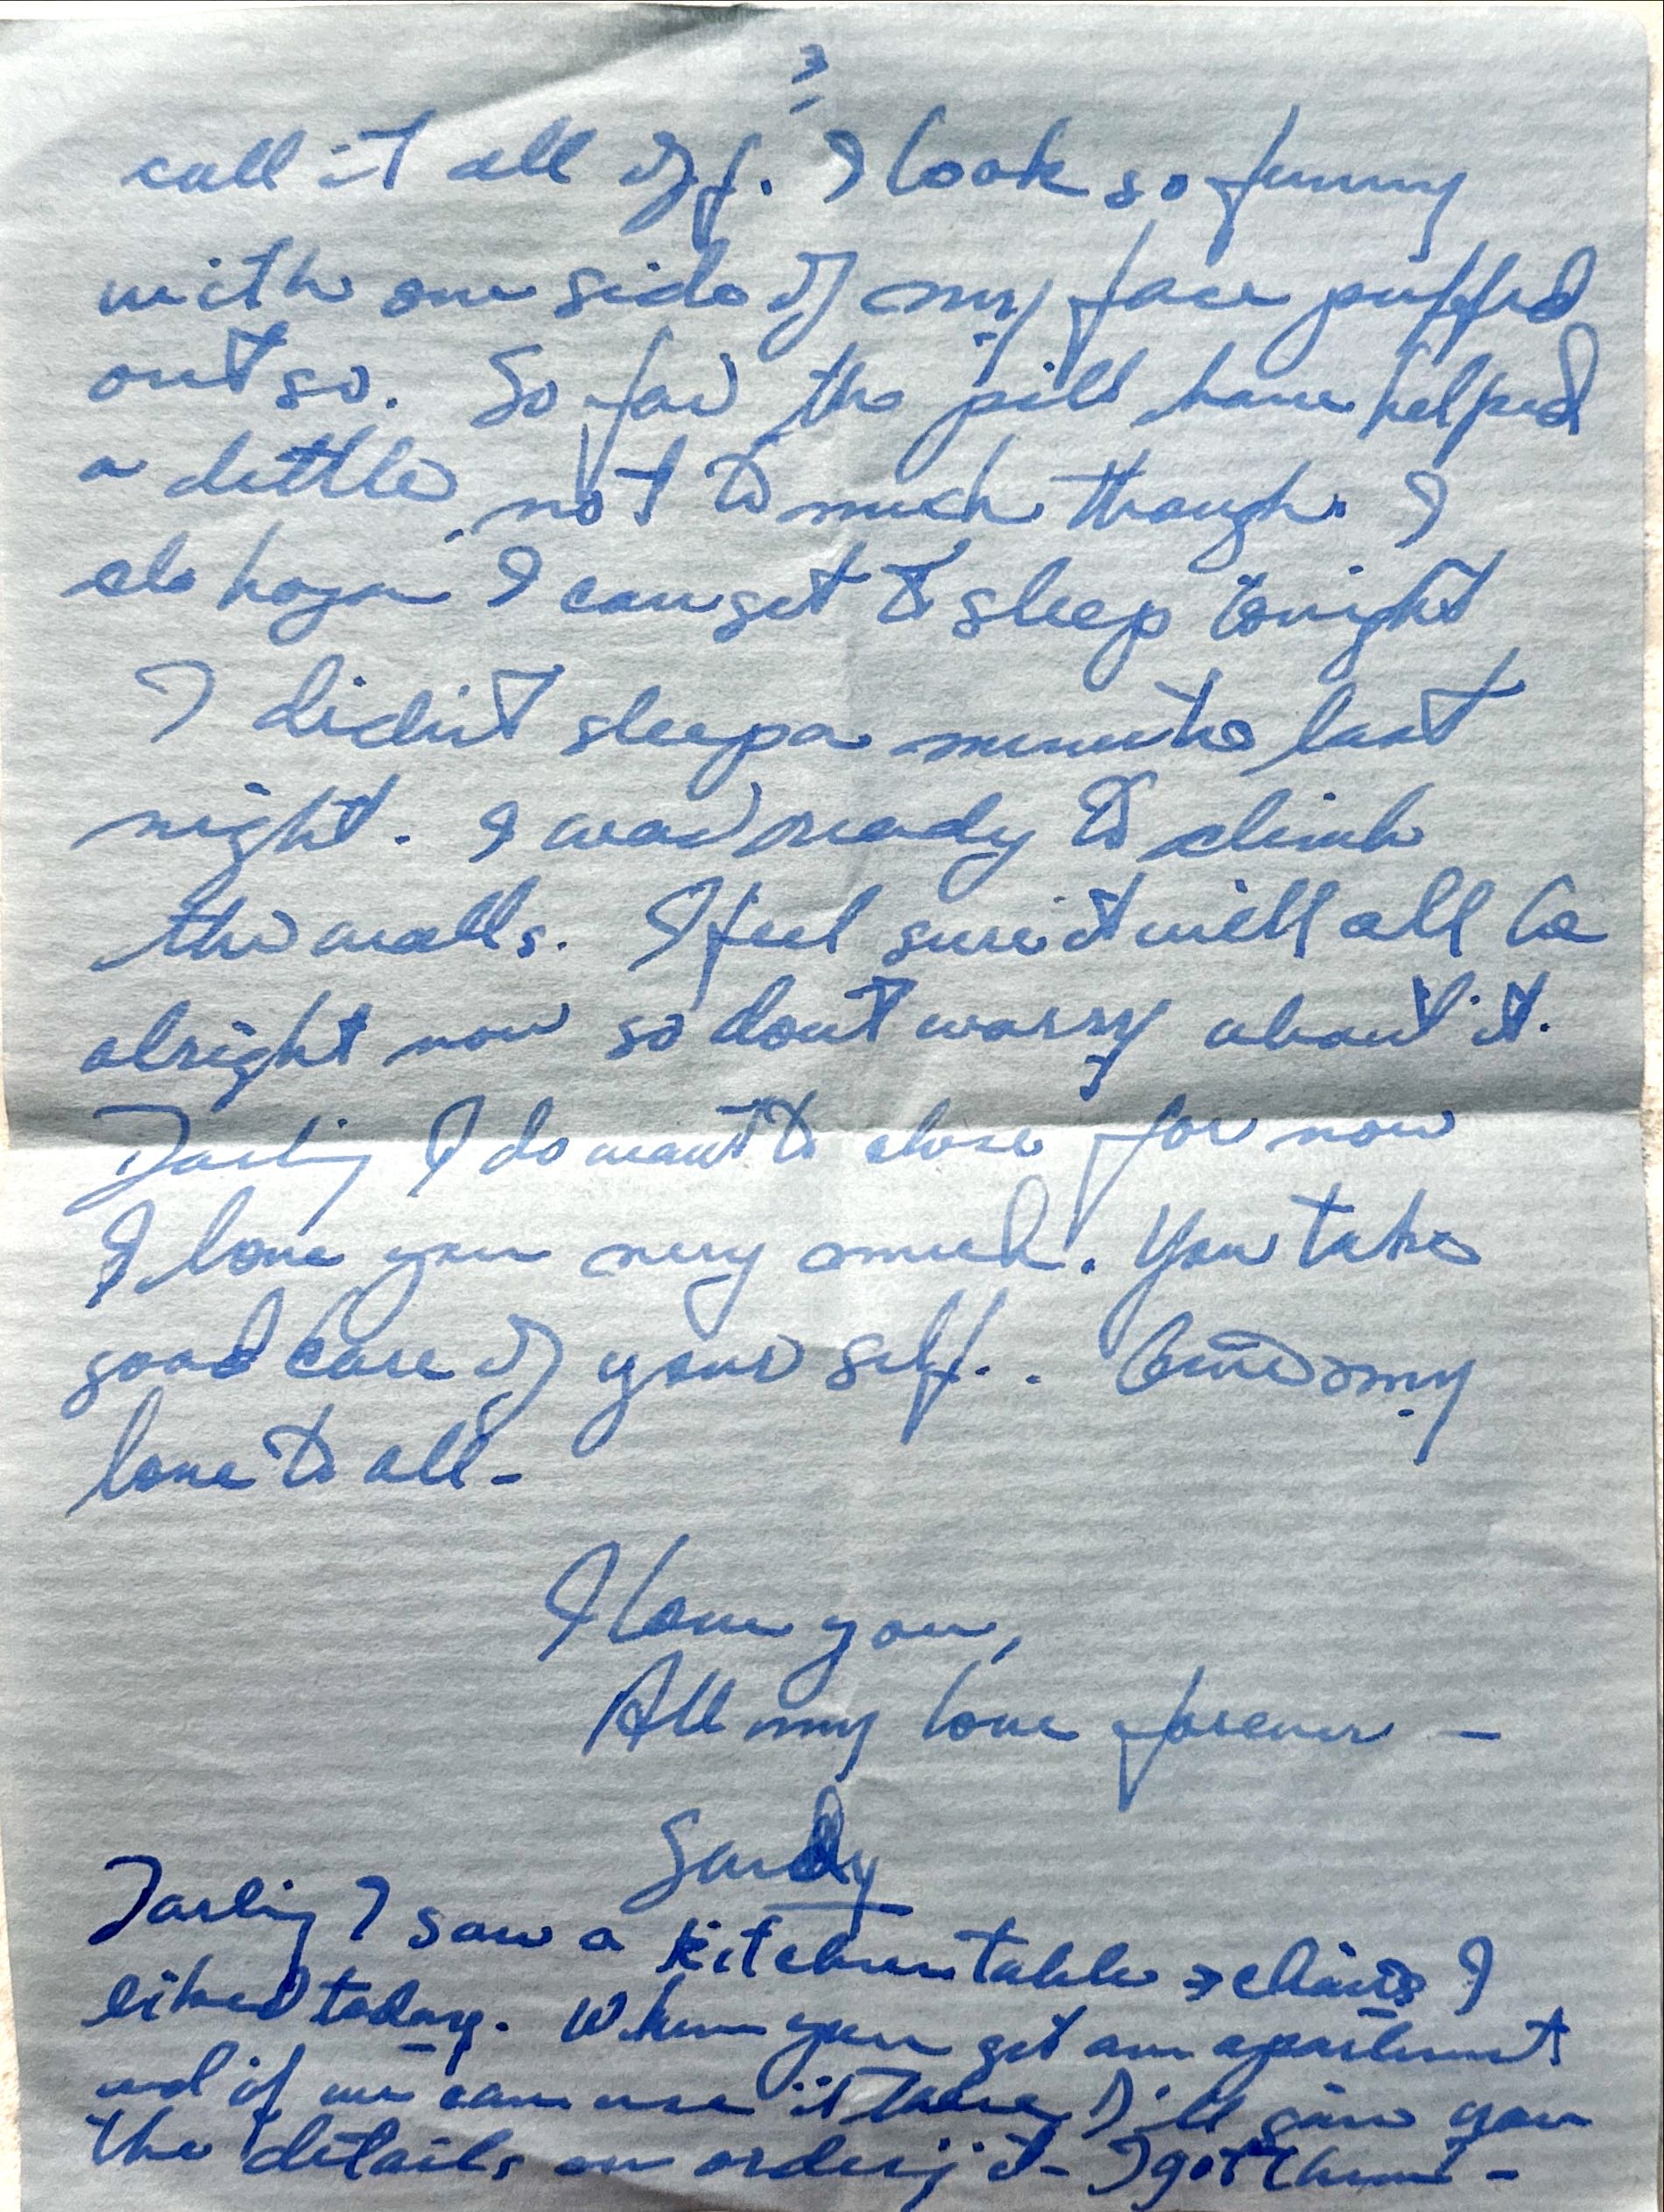 3
call it all off. I look so funny
with one side of my face puffed
out so. So far the pill have helped
a little, not to much though. I
do hope I can get to sleep tonight
I didn't sleep a minute last
night. I was ready to climb
the walls. I feel sure it will all be
alright now so dont worry about it.
Darling I do want to close for now
I love you very much. You take
good care of your self. Give my
love to all -
I love you,
All my love forever -
Sandy
Darling I saw a kitchen table + chairs I
liked today. When you get an apartment
and if we can use it there I'll give you
the details on ordering it - I got them -